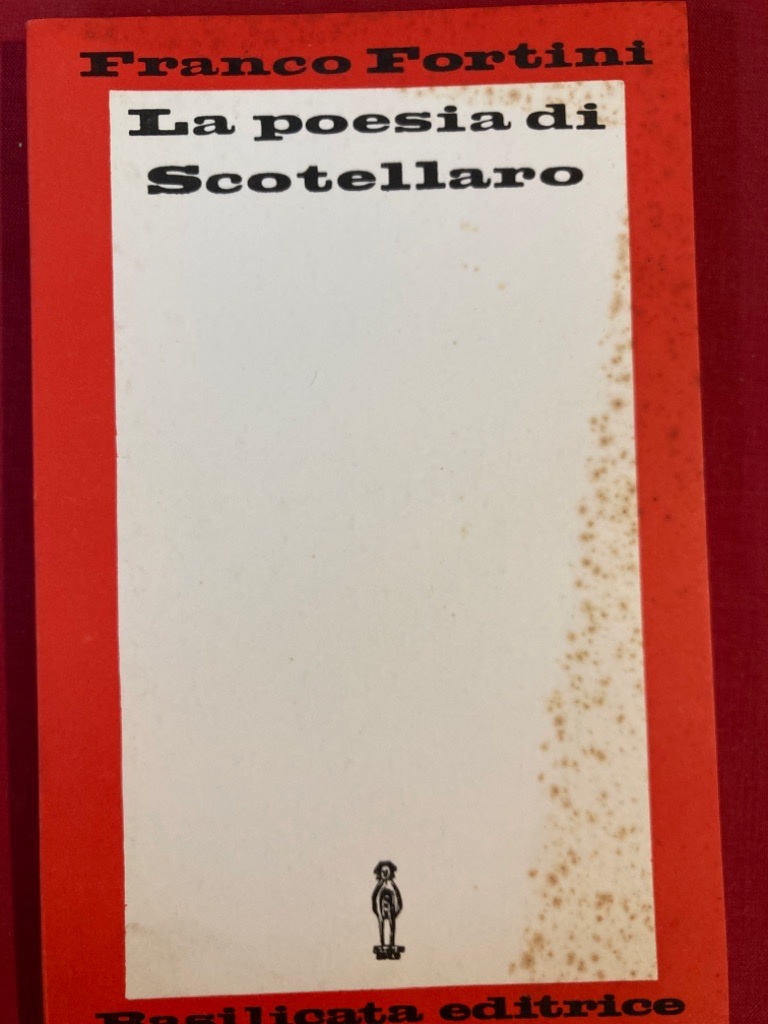 Franco Fortini
La poesia di
Scotellaro
Basilicata editrice